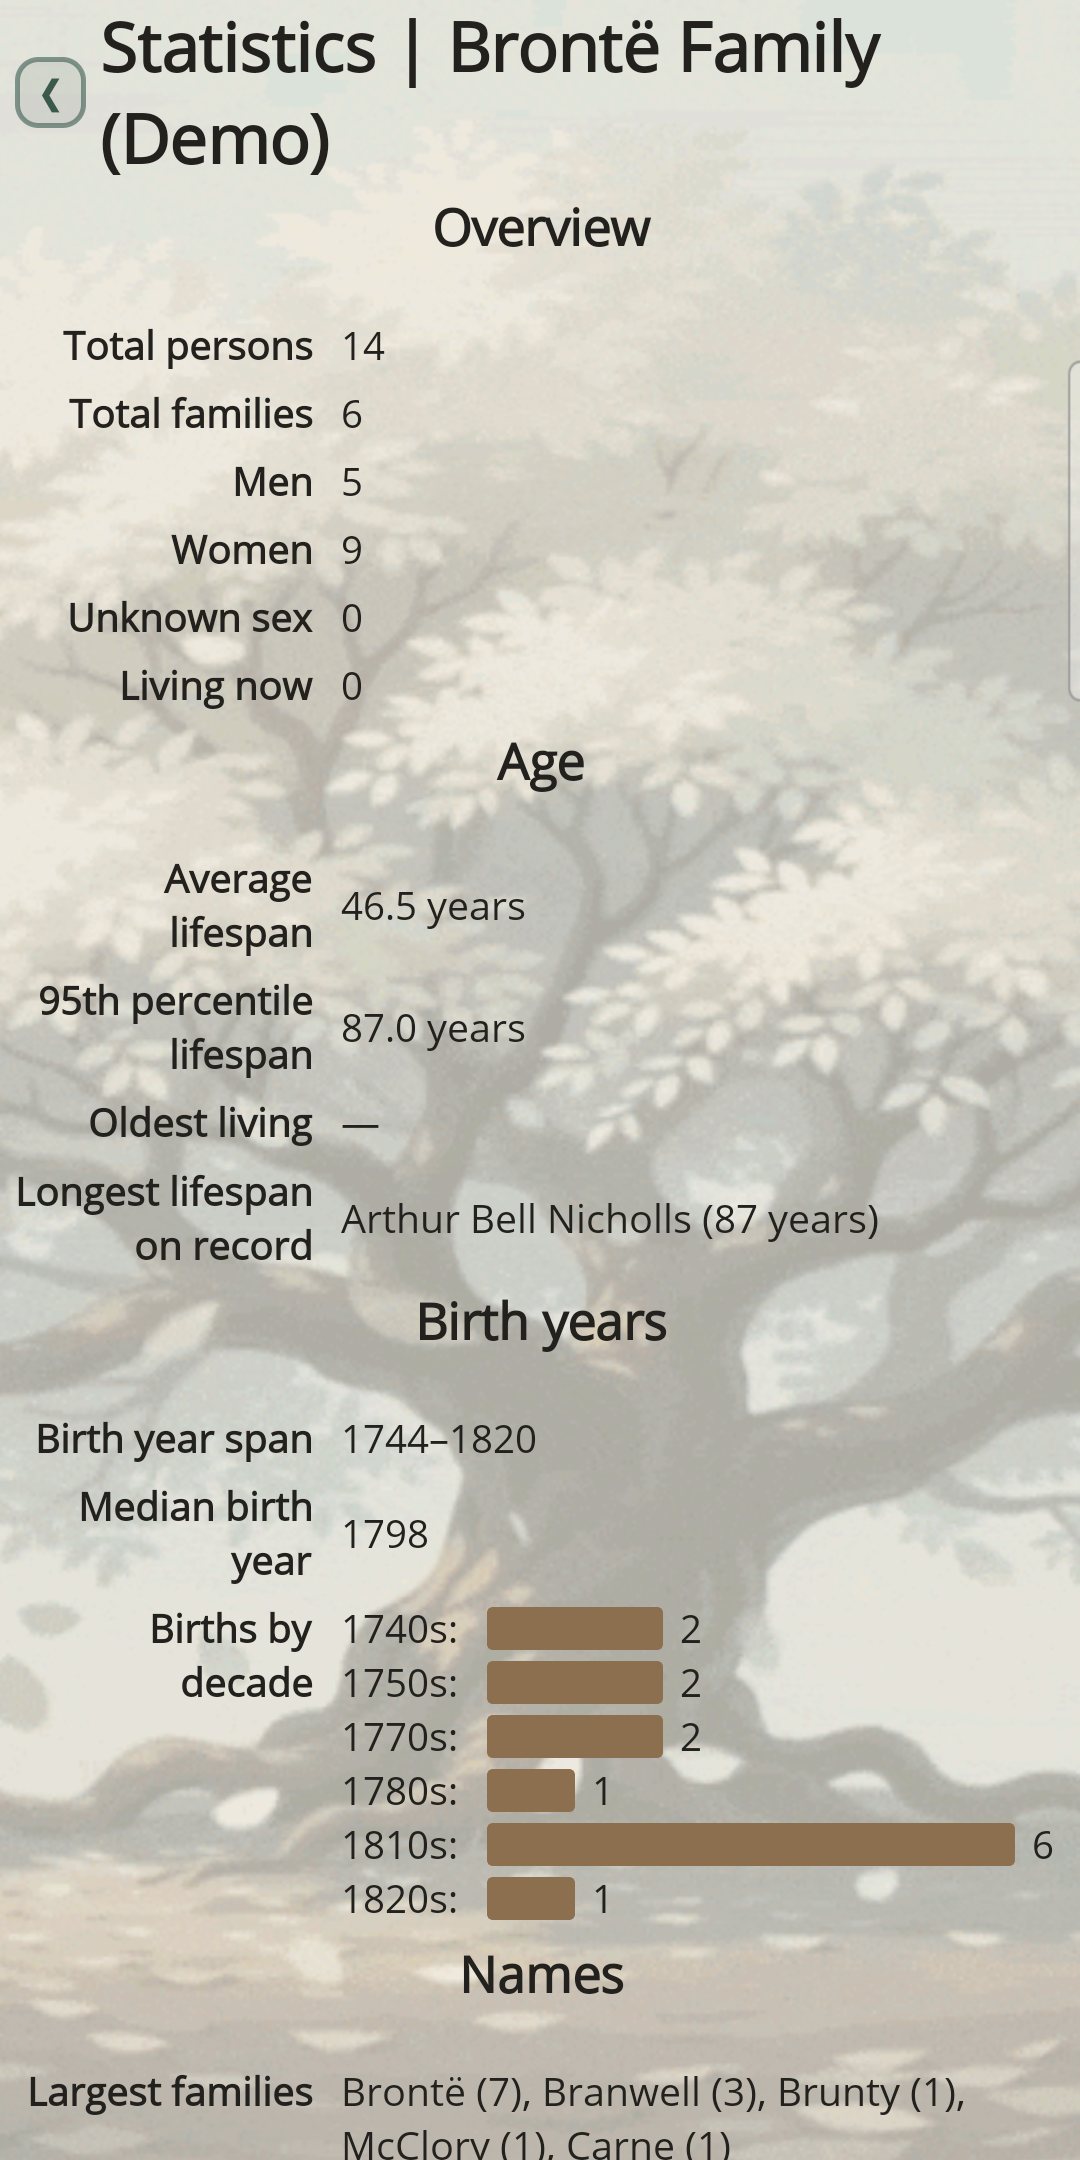 ❮
Statistics | Brontë Family
(Demo)
Overview
Total persons 14
Total families 6
Men 5
Women 9
Unknown sex 0
Living now 0
Age
Average
lifespan
46.5 years
95th percentile
lifespan
87.0 years
Oldest living —
Longest lifespan
on record
Arthur Bell Nicholls (87 years)
Birth years
Birth year span 1744–1820
Median birth
year
1798
Births by
decade
1740s: 2
1750s: 2
1770s: 2
1780s: 1
1810s: 6
1820s: 1
Names
Largest families Brontë (7), Branwell (3), Brunty (1),
McClory (1), Carne (1)